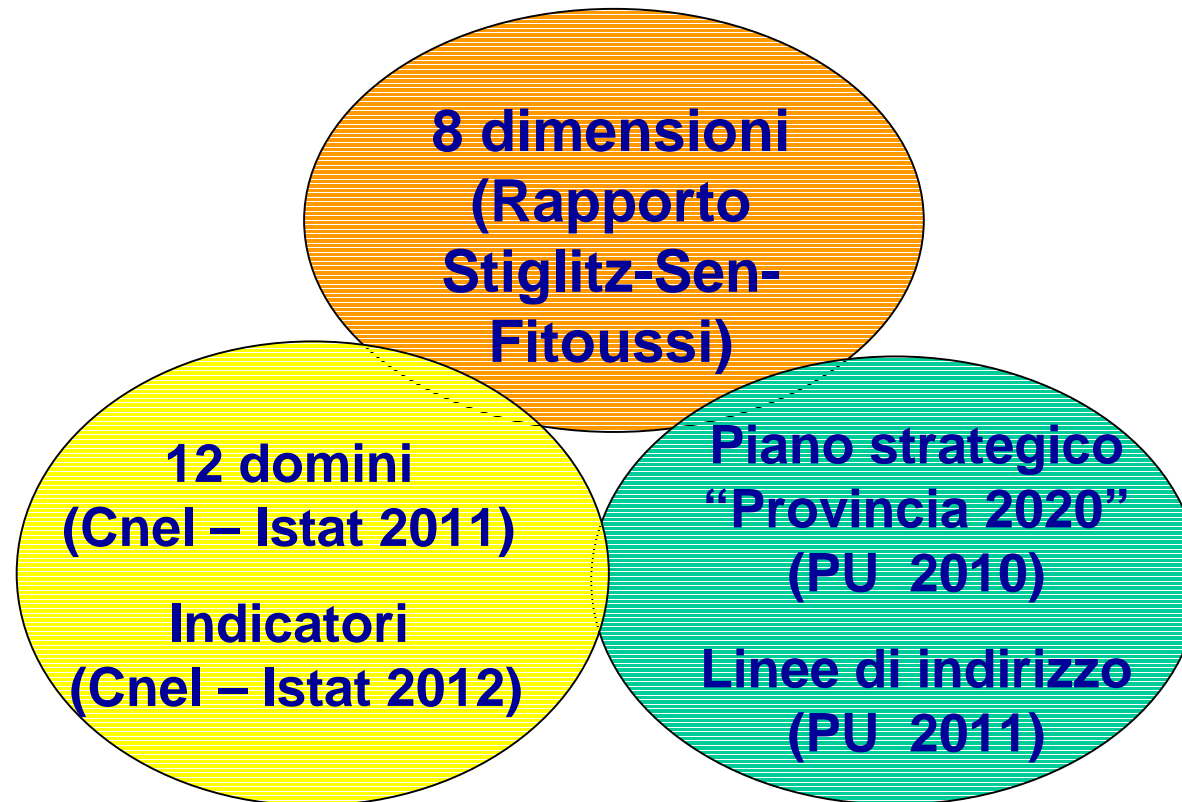 8 dimensioni
(Rapporto
Stiglitz-Sen-
Fitoussi)
12 domini
(Cnel – Istat 2011)
Indicatori
(Cnel – Istat 2012)
Piano strategico
“Provincia 2020”
(PU 2010)
Linee di indirizzo
(PU 2011)